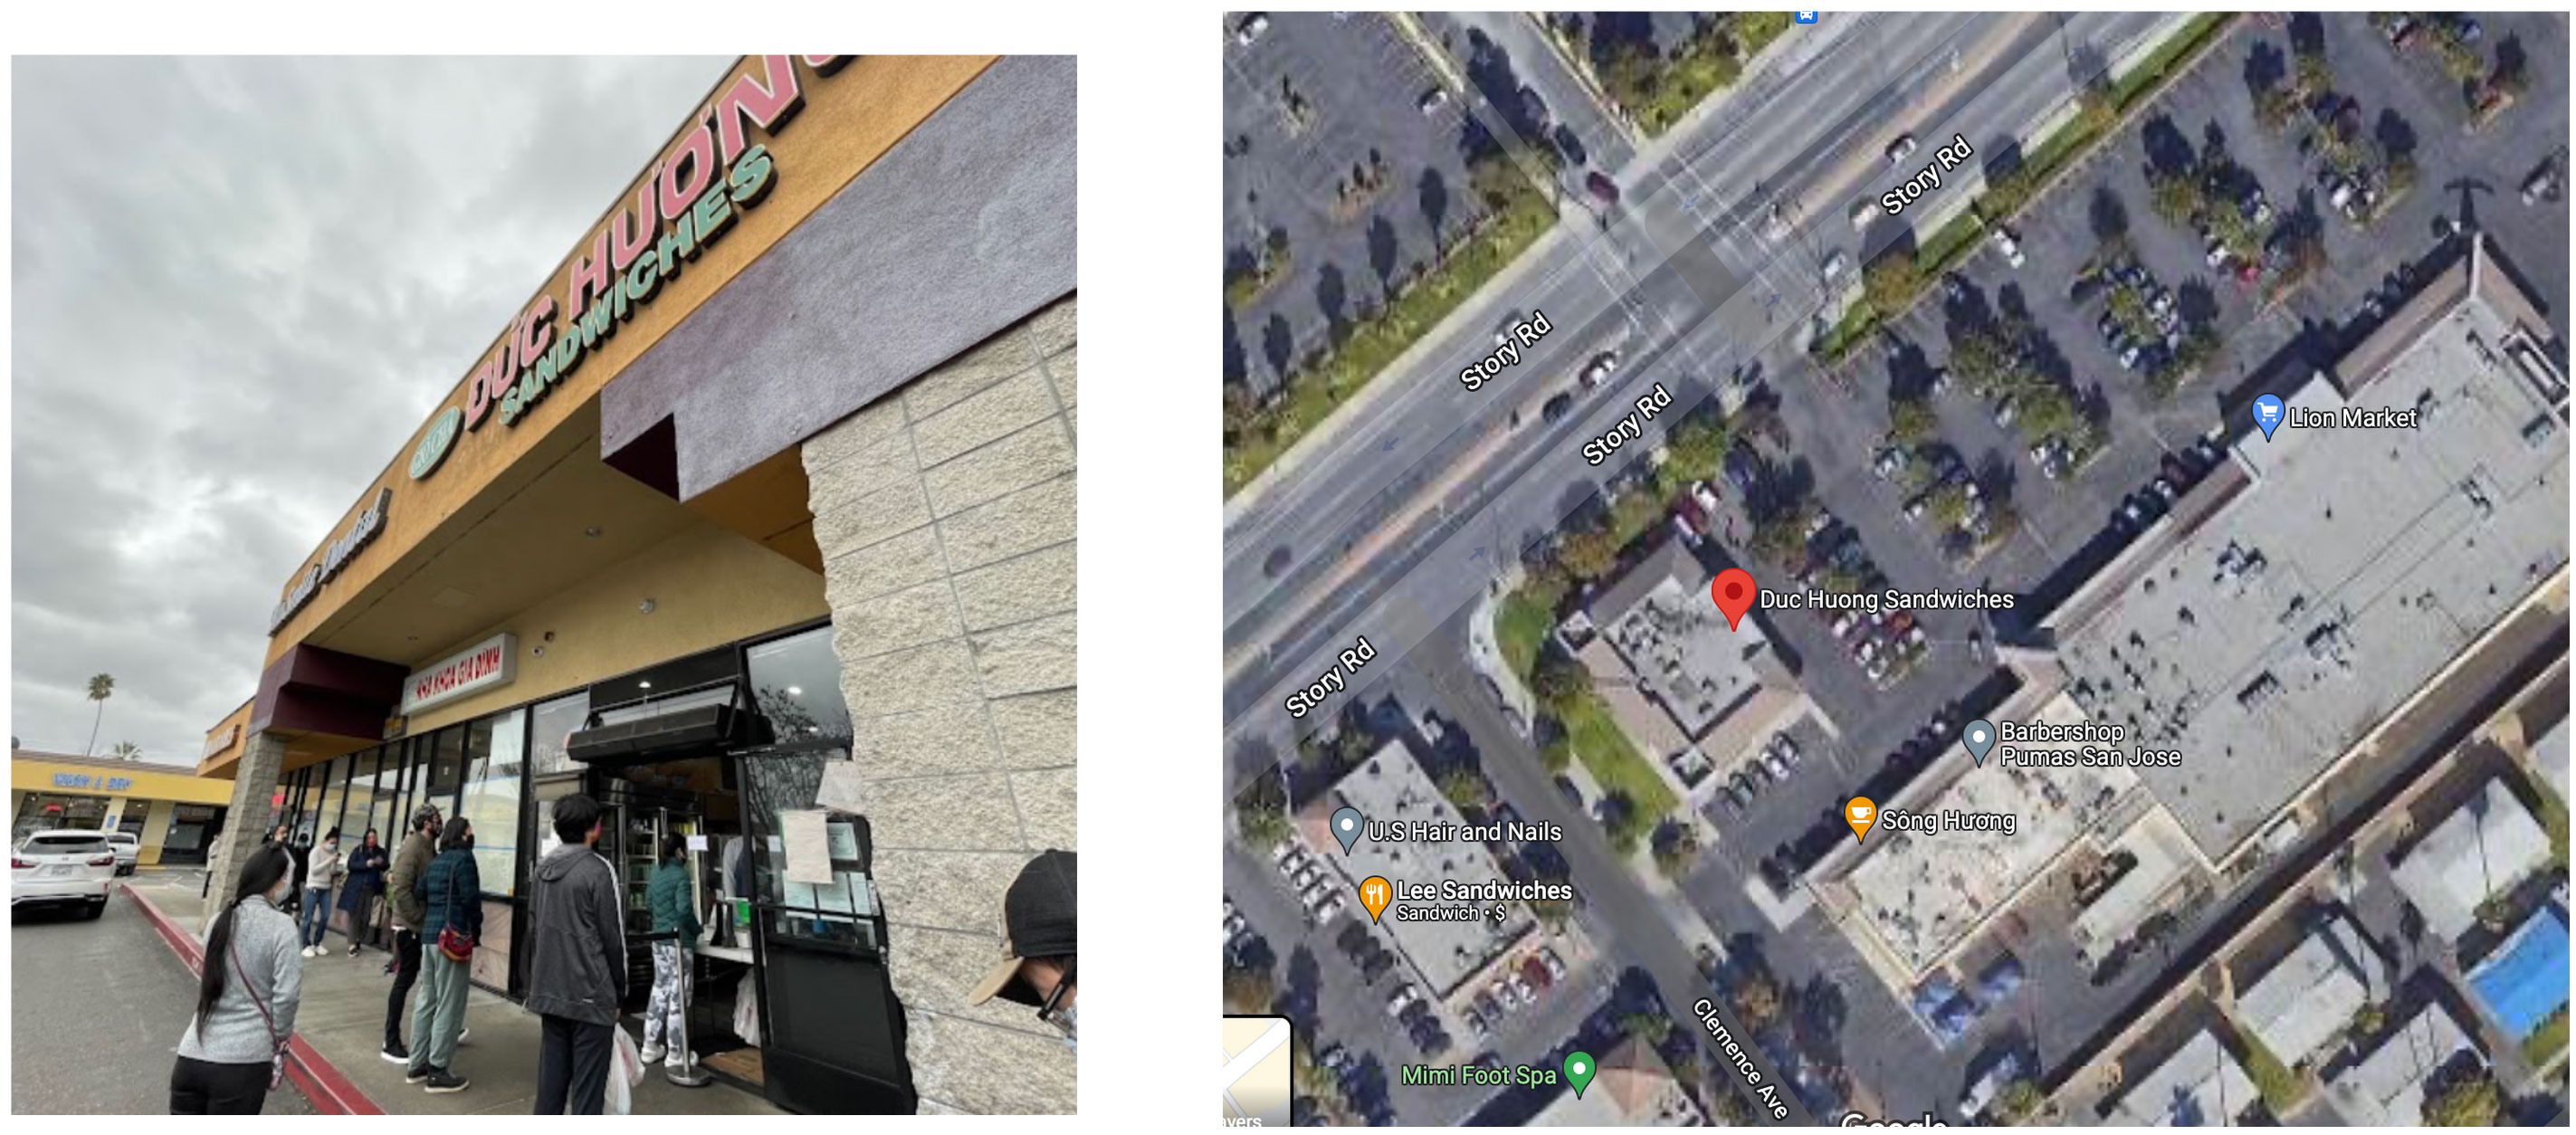 ĐỨC HƯƠNG
SANDWICHES
NHA KHOA GIA ĐÌNH
Story Rd
Story Rd
Story Rd
Story Rd
Lion Market
Duc Huong Sandwiches
Barbershop
Pumas San Jose
Sông Hương
U.S Hair and Nails
Lee Sandwiches
Sandwich • $
Mimi Foot Spa
Clemence Ave
Google